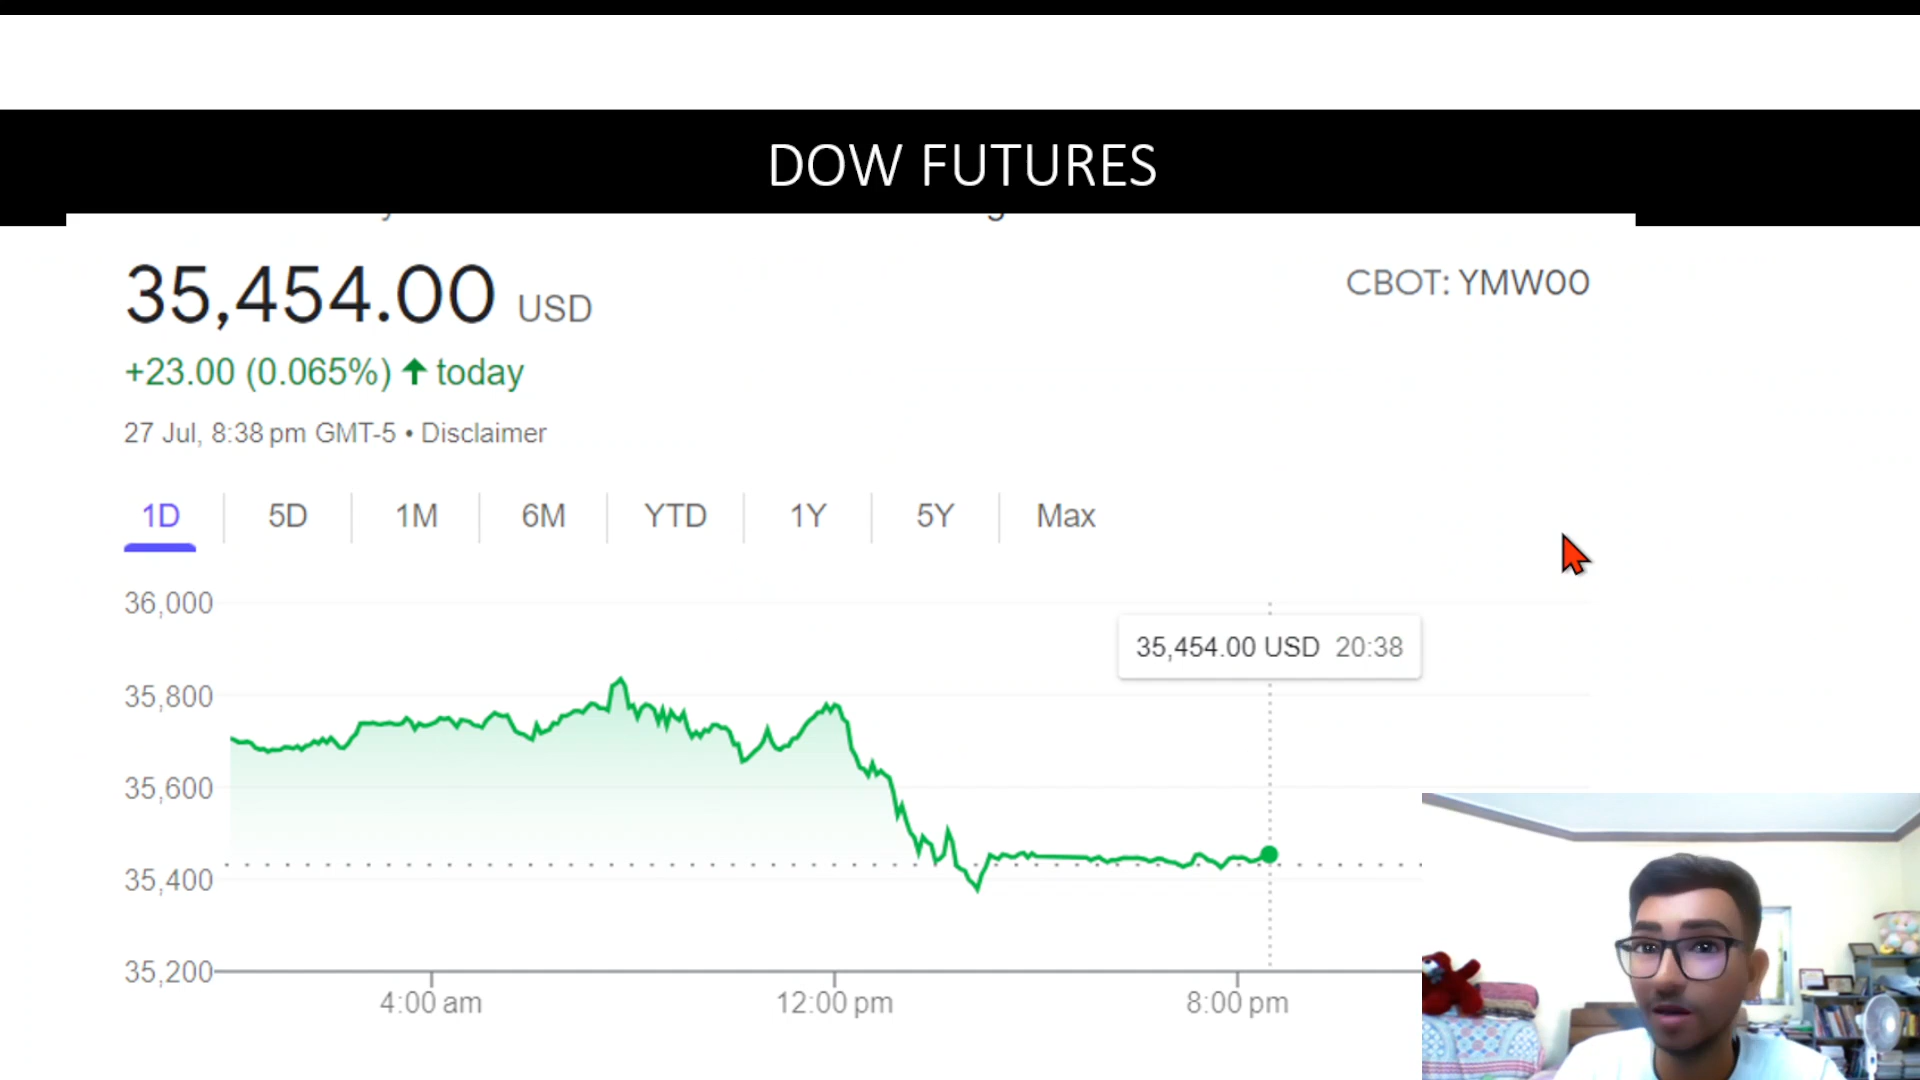 DOW FUTURES
35,454.00 USD
CBOT: YMW00
+23.00 (0.065%) ↑ today
27 Jul, 8:38 pm GMT-5 • Disclaimer
1D 5D 1M 6M YTD 1Y 5Y Max
36,000
35,454.00 USD 20:38
35,800
35,600
35,400
35,200
4:00 am 12:00 pm 8:00 pm